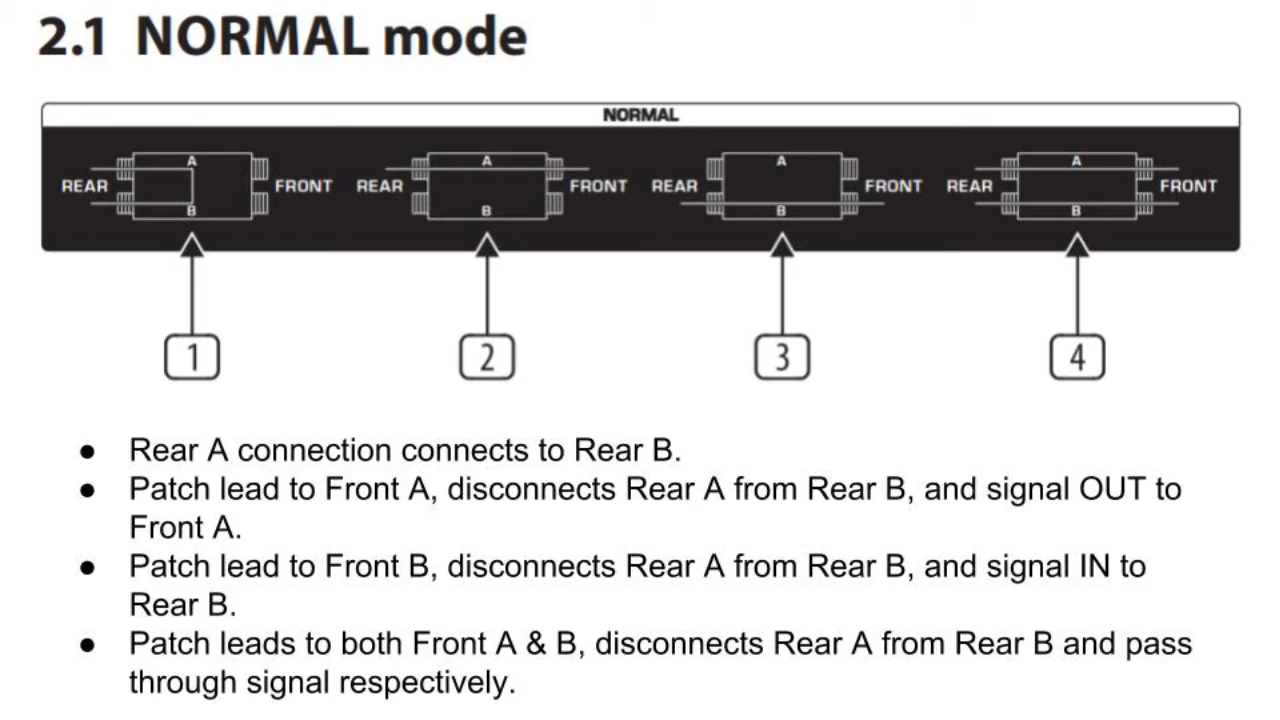 2.1 NORMAL mode
NORMAL
A A A A
REAR FRONT REAR FRONT REAR FRONT REAR FRONT
B B B B
1 2 3 4
● Rear A connection connects to Rear B.
● Patch lead to Front A, disconnects Rear A from Rear B, and signal OUT to
Front A.
● Patch lead to Front B, disconnects Rear A from Rear B, and signal IN to
Rear B.
● Patch leads to both Front A & B, disconnects Rear A from Rear B and pass
through signal respectively.